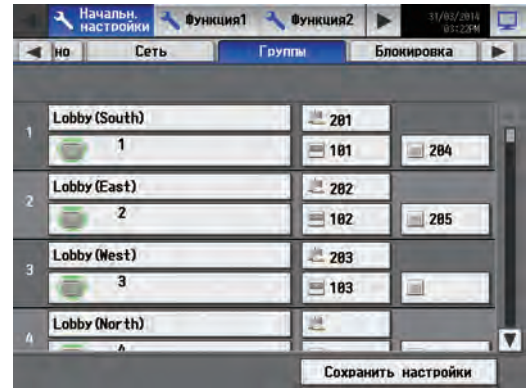 Начальн. настройки Функция1 Функция2 31/03/2014 03:22PM
но Сеть Группы Блокировка
1 Lobby(South) 201
1 101 204
2 Lobby(East) 202
2 102 205
3 Lobby(West) 203
3 103
4 Lobby(North)
4
Сохранить настройки